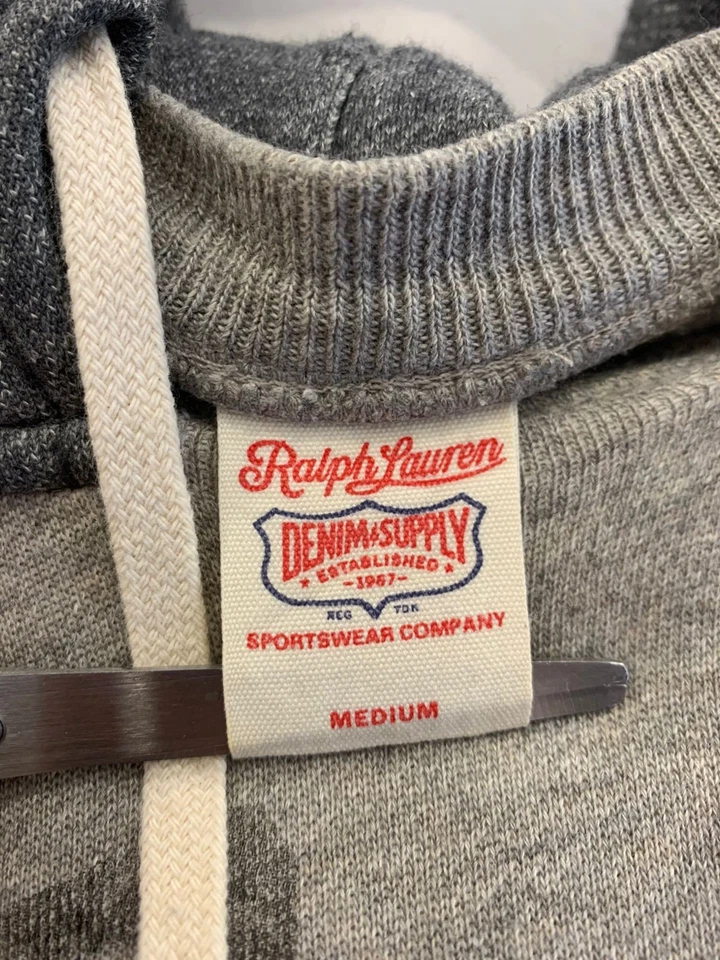 Ralph Lauren
DENIM & SUPPLY
★ ESTABLISHED ★
-1967-
REG TDK
SPORTSWEAR COMPANY
MEDIUM